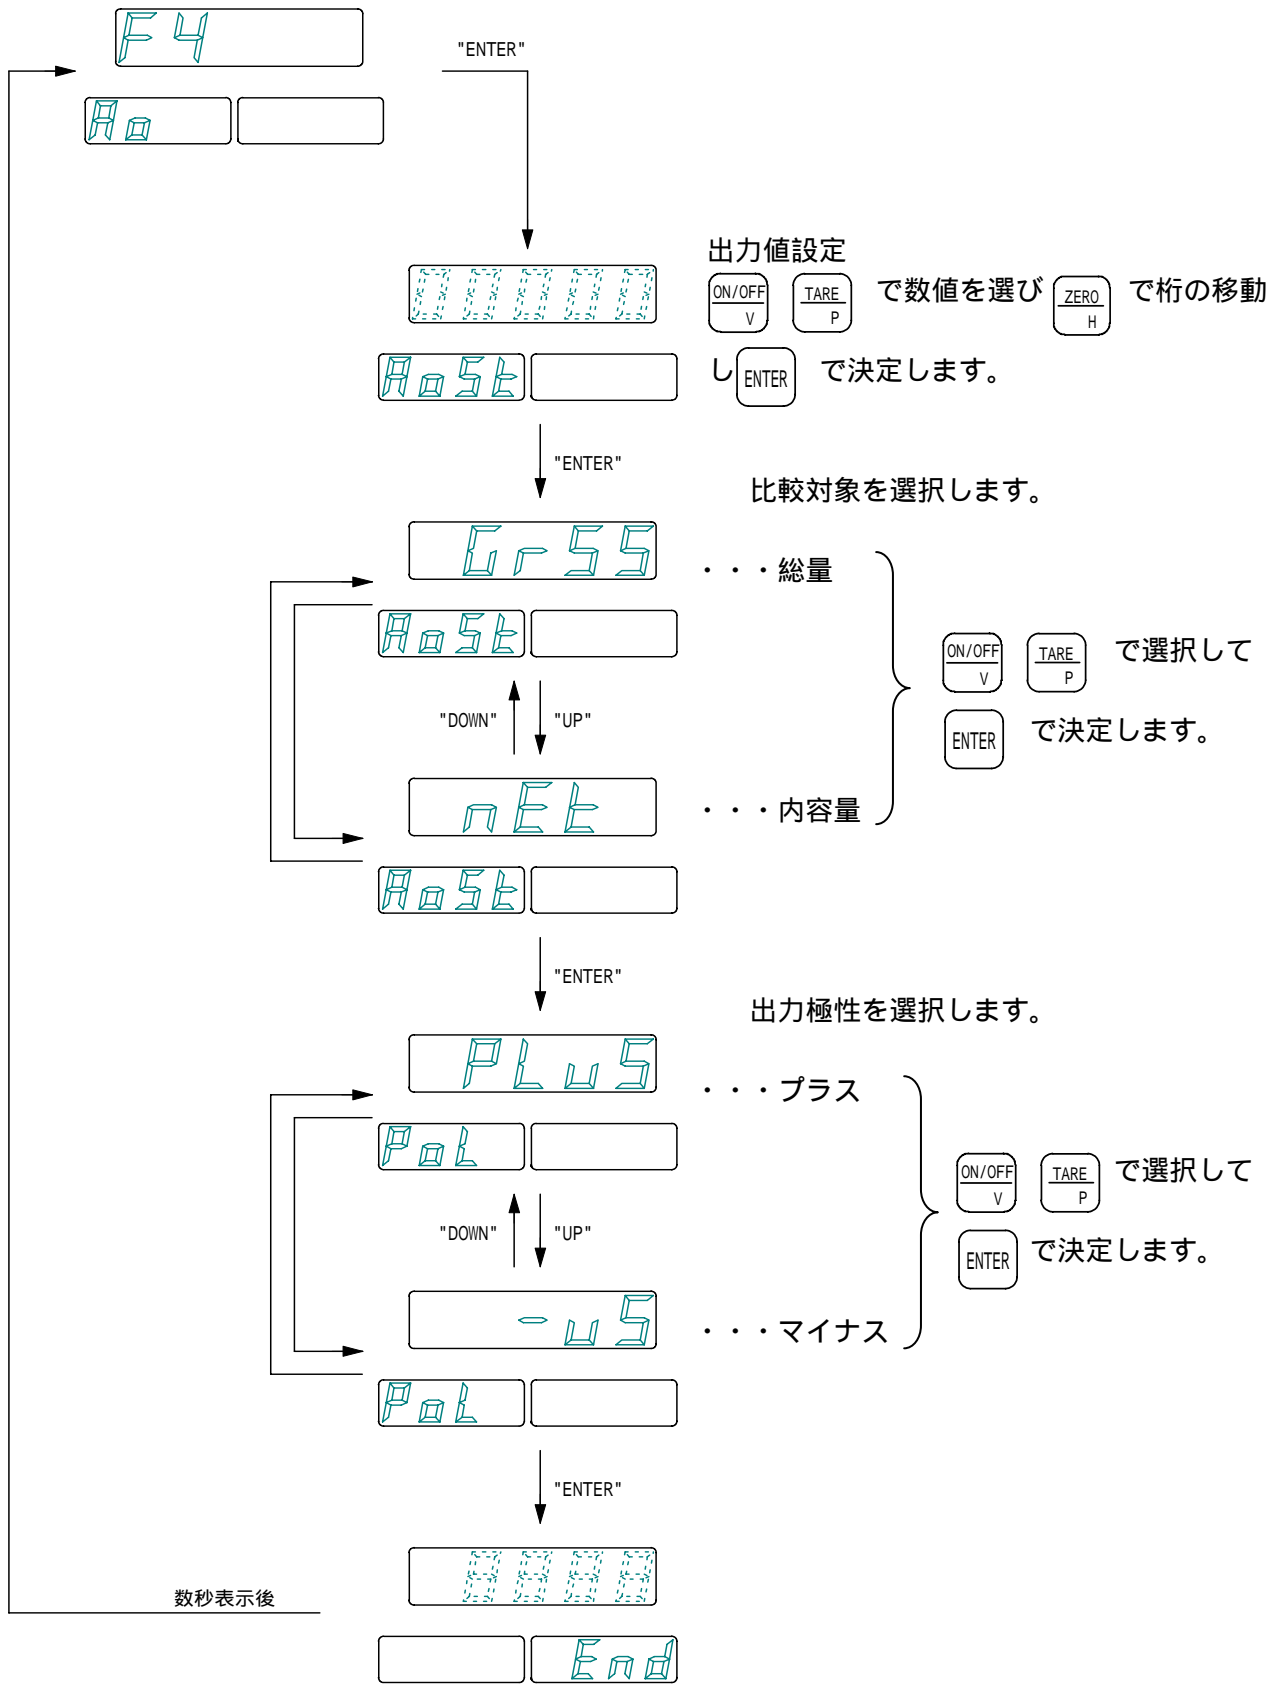 F4
"ENTER"
Ao
出力値設定
00000
ON/OFF V TARE P で数値を選び ZERO H で桁の移動
AoSt
し ENTER で決定します。
"ENTER"
比較対象を選択します。
GrSS ・・・総量
AoSt
ON/OFF V TARE P で選択して
"DOWN" "UP"
ENTER で決定します。
nEt ・・・内容量
AoSt
"ENTER"
出力極性を選択します。
PLuS ・・・プラス
PoL
ON/OFF V TARE P で選択して
"DOWN" "UP"
ENTER で決定します。
-uS ・・・マイナス
PoL
"ENTER"
8888
数秒表示後
End